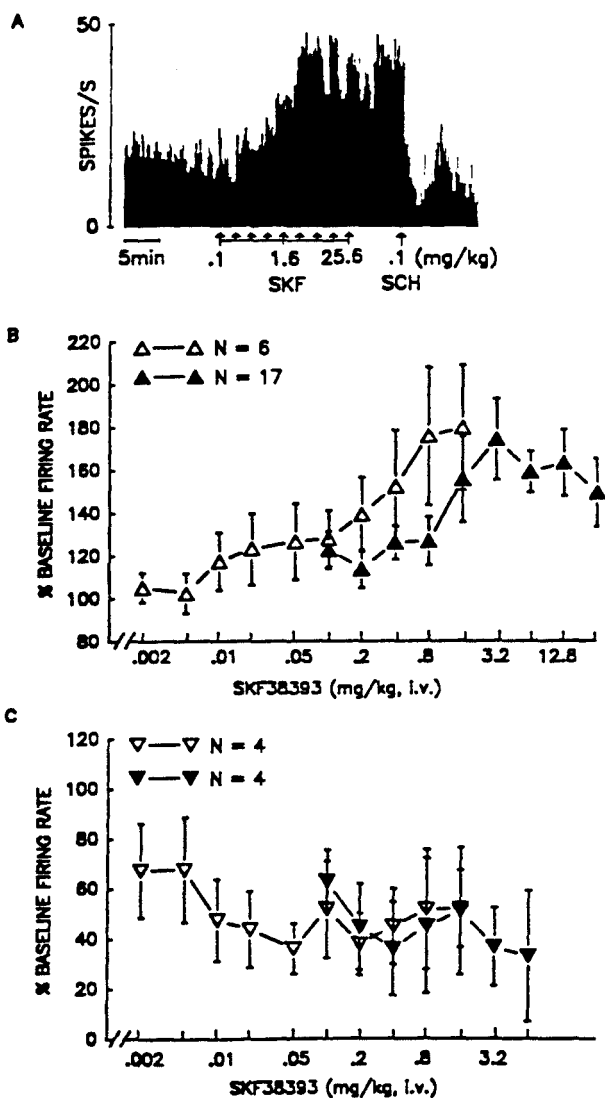 A
50
SPIKES/S
0
5min
.1 1.6 25.6 .1 (mg/kg)
SKF SCH
B
N = 6
N = 17
220
200
180
160
140
120
100
80
% BASELINE FIRING RATE
.002 .01 .05 .2 .8 3.2 12.8
SKF38393 (mg/kg, i.v.)
C
N = 4
N = 4
120
100
80
60
40
20
0
% BASELINE FIRING RATE
.002 .01 .05 .2 .8 3.2
SKF38393 (mg/kg, i.v.)